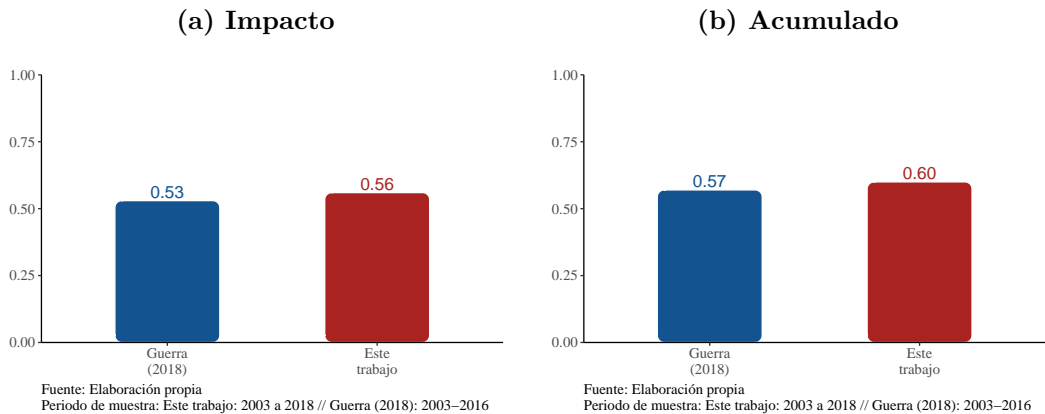 (a) Impacto
1.00
0.75
0.50
0.25
0.00
0.53
0.56
Guerra
(2018)
Este
trabajo
Fuente: Elaboración propia
Periodo de muestra: Este trabajo: 2003 a 2018 // Guerra (2018): 2003−2016
(b) Acumulado
1.00
0.75
0.50
0.25
0.00
0.57
0.60
Guerra
(2018)
Este
trabajo
Fuente: Elaboración propia
Periodo de muestra: Este trabajo: 2003 a 2018 // Guerra (2018): 2003−2016